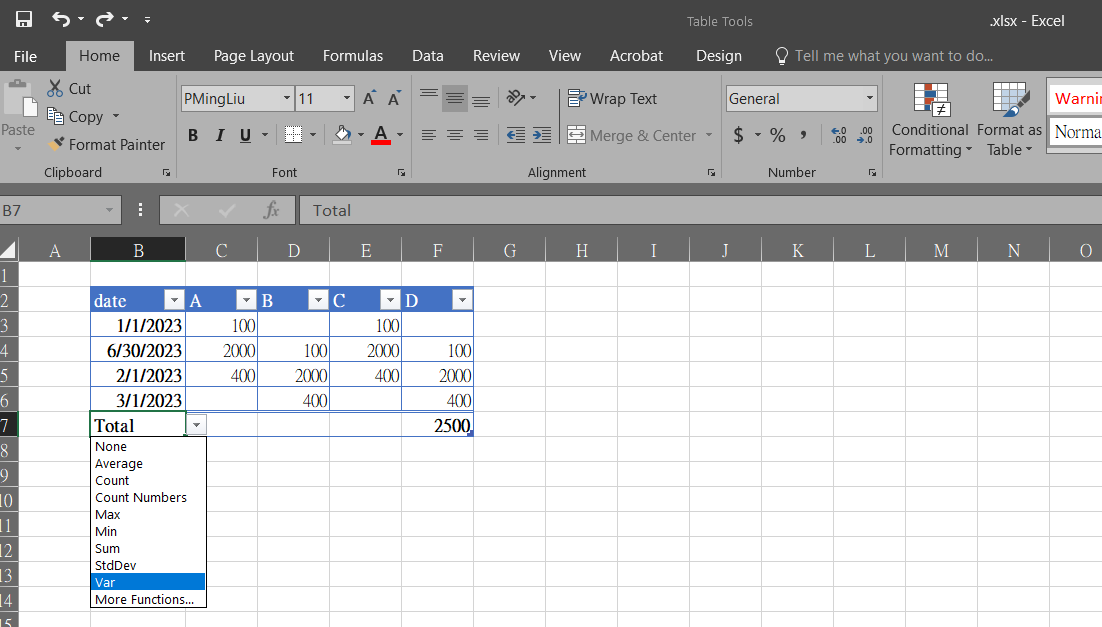 Table Tools .xlsx - Excel
File Home Insert Page Layout Formulas Data Review View Acrobat Design Tell me what you want to do...
Paste Cut Copy Format Painter
Clipboard
PMingLiu 11
B I U A
Font
Wrap Text
Merge & Center
Alignment
General
$ % ,
Number
Conditional Formatting
Format as Table
Norma
B7 fx Total
A B C D E F G H I J K L M N O
1
2 date A B C D
3 1/1/2023 100 100
4 6/30/2023 2000 100 2000 100
5 2/1/2023 400 2000 400 2000
6 3/1/2023 400 400
7 Total 2500
8 None
9 Average
Count
10 Count Numbers
11 Max
Min
12 Sum
13 StdDev
Var
14 More Functions...
15